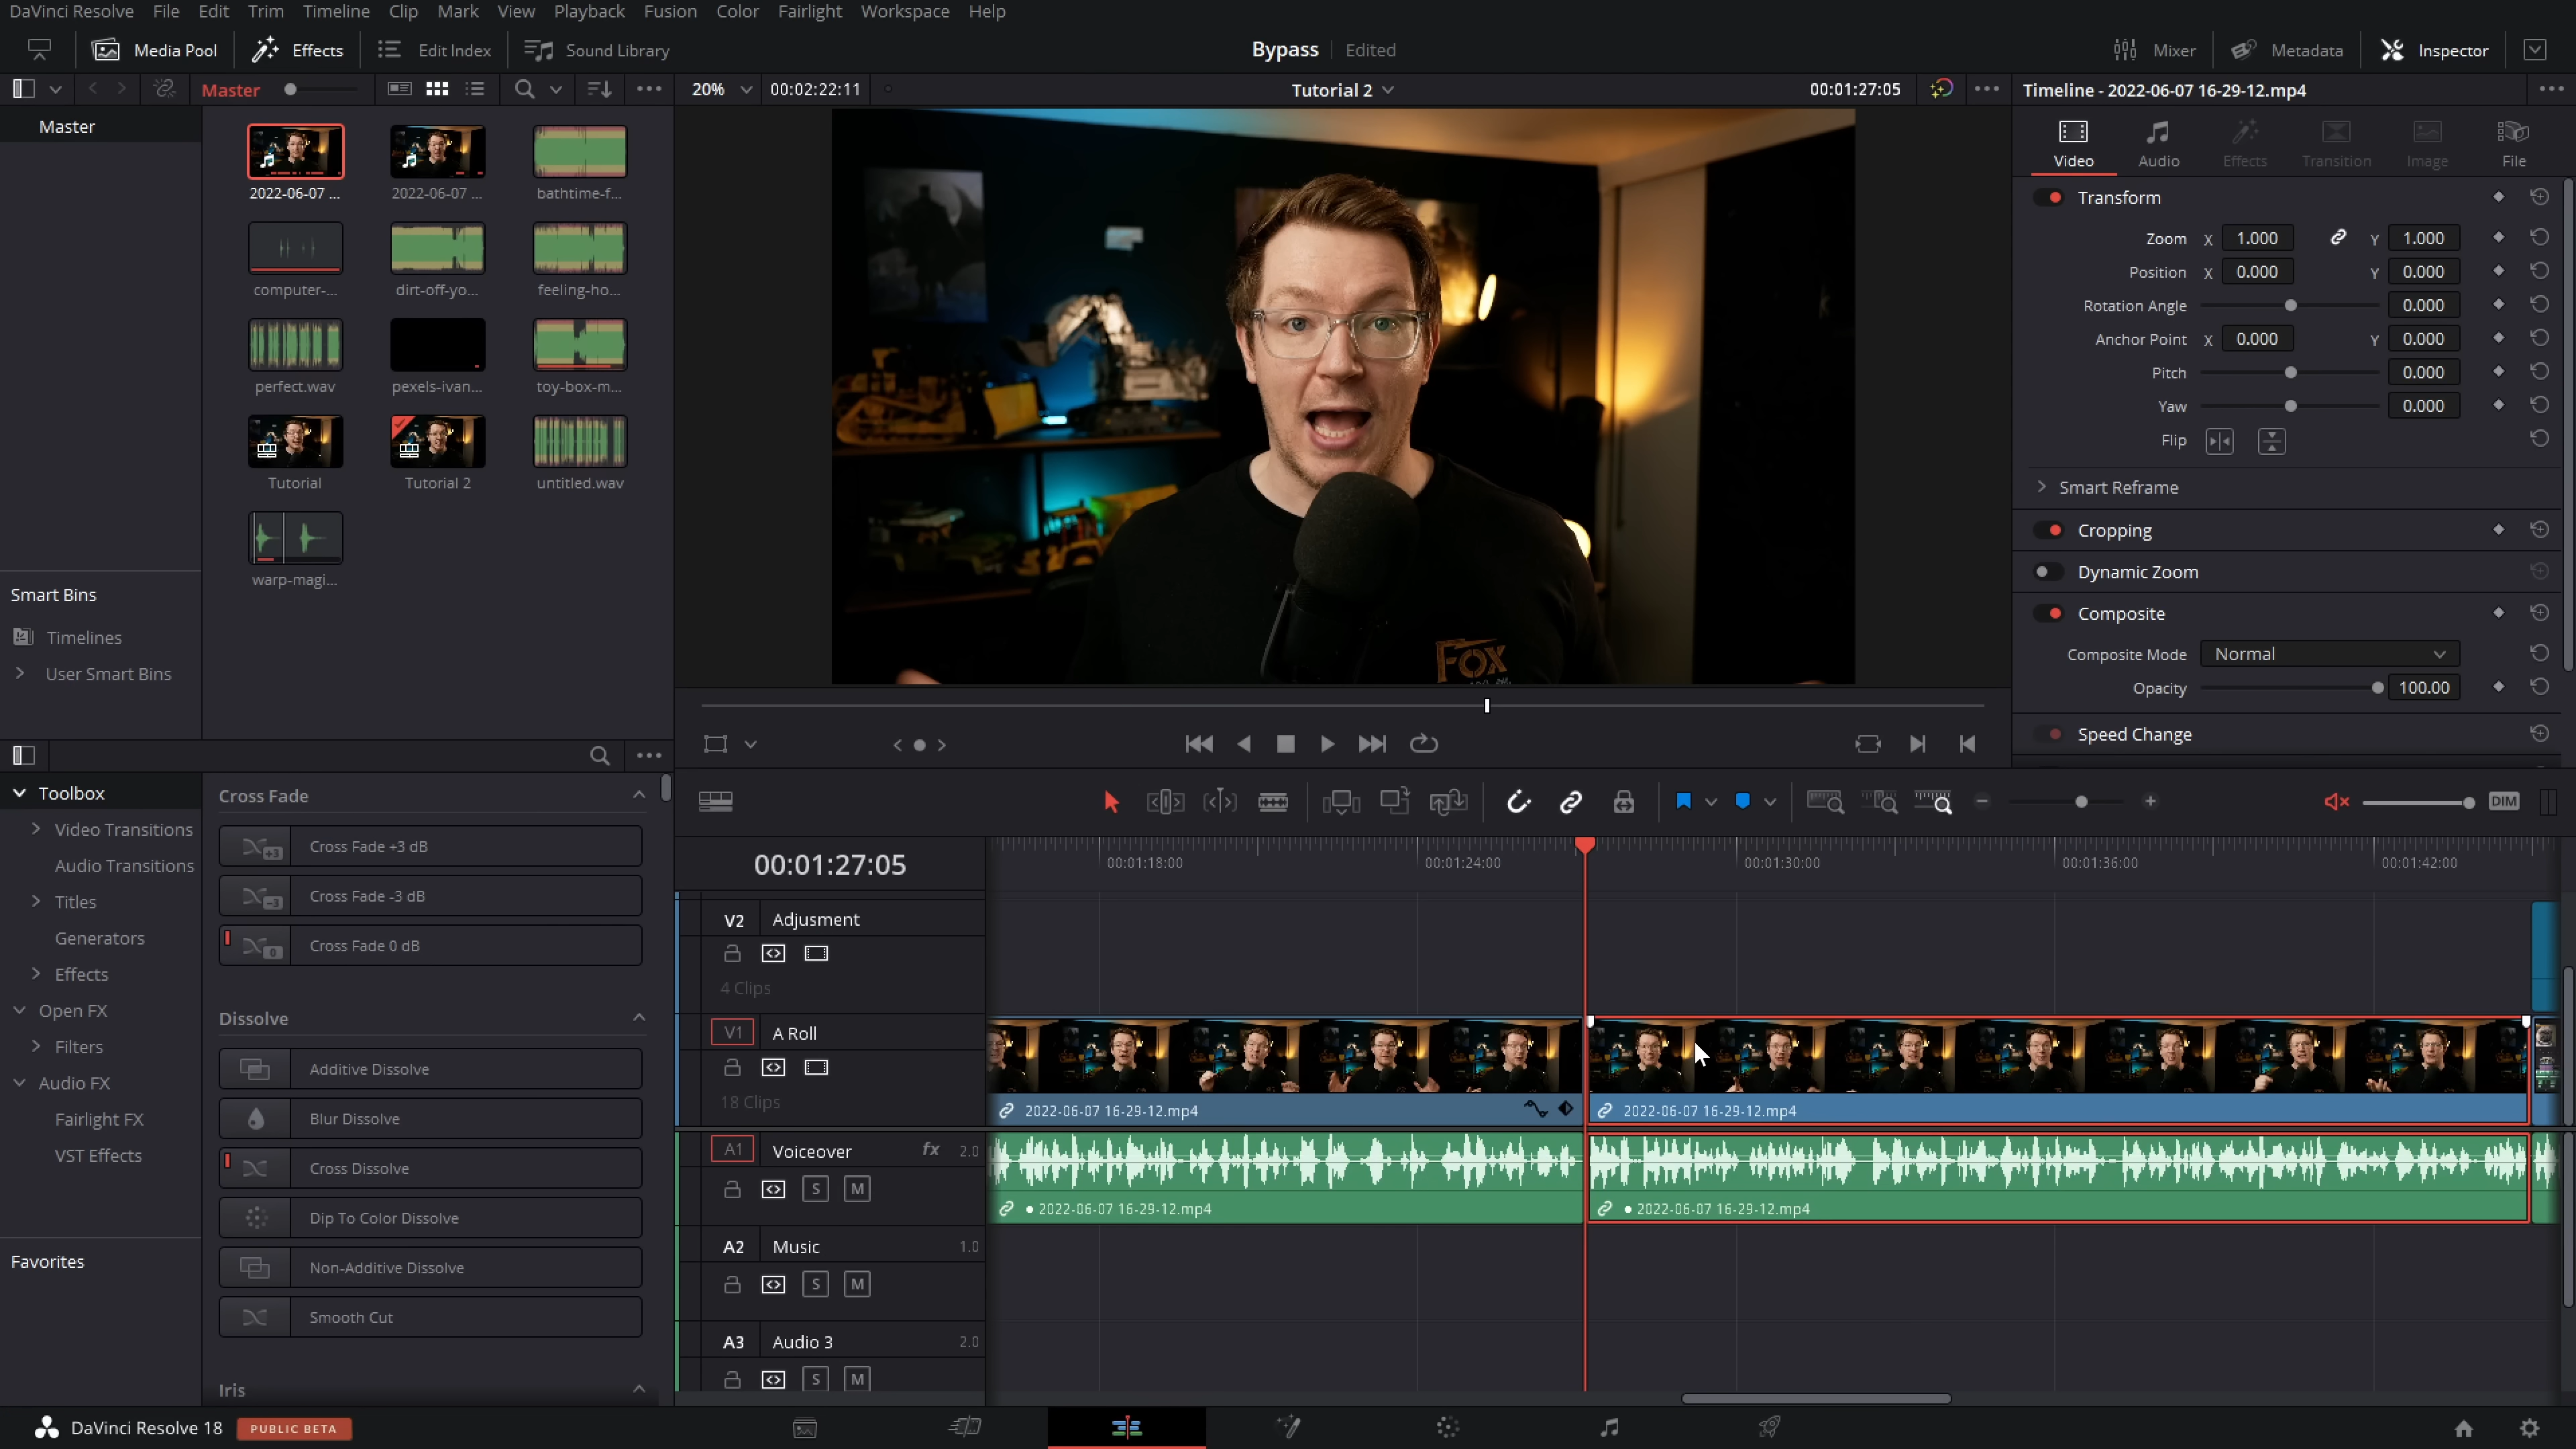 DaVinci Resolve File Edit Trim Timeline Clip Mark View Playback Fusion Color Fairlight Workspace Help
Media Pool Effects Edit Index Sound Library Bypass Edited Mixer Metadata Inspector
Master 20% 00:02:22:11 Tutorial 2 00:01:27:05 Timeline - 2022-06-07 16-29-12.mp4
Master
Video Audio Effects Transition Image File
2022-06-07 ... 2022-06-07 ... bathtime-f...
computer-... dirt-off-yo... feeling-ho...
perfect.wav pexels-ivan... toy-box-m...
Tutorial Tutorial 2 untitled.wav
warp-magi...
Smart Bins
Timelines
User Smart Bins
FOX
Transform
Zoom X 1.000 Y 1.000
Position X 0.000 Y 0.000
Rotation Angle 0.000
Anchor Point X 0.000 Y 0.000
Pitch 0.000
Yaw 0.000
Flip
Smart Reframe
Cropping
Dynamic Zoom
Composite
Composite Mode Normal
Opacity 100.00
Speed Change
Toolbox
Video Transitions
Audio Transitions
Titles
Generators
Effects
Open FX
Filters
Audio FX
Fairlight FX
VST Effects
Favorites
Cross Fade
+3 Cross Fade +3 dB
-3 Cross Fade -3 dB
0 Cross Fade 0 dB
Dissolve
Additive Dissolve
Blur Dissolve
Cross Dissolve
Dip To Color Dissolve
Non-Additive Dissolve
Smooth Cut
Iris
DIM
00:01:27:05 00:01:18:00 00:01:24:00 00:01:30:00 00:01:36:00 00:01:42:00
V2 Adjusment
4 Clips
V1 A Roll
18 Clips
2022-06-07 16-29-12.mp4 2022-06-07 16-29-12.mp4
A1 Voiceover fx 2.0
S M
2022-06-07 16-29-12.mp4 2022-06-07 16-29-12.mp4
A2 Music 1.0
S M
A3 Audio 3 2.0
S M
DaVinci Resolve 18 PUBLIC BETA